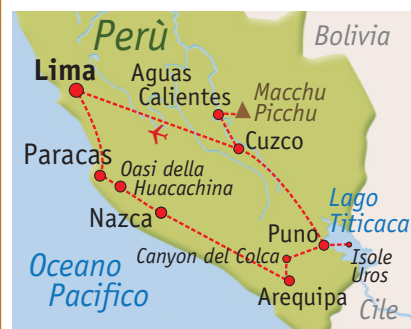 Perù
Bolivia
Lima
Aguas
Calientes
Macchu
Picchu
Cuzco
Paracas
Oasi della
Huacachina
Nazca
Lago
Titicaca
Puno
Canyon del Colca
Isole
Uros
Oceano
Pacifico
Arequipa
Cile